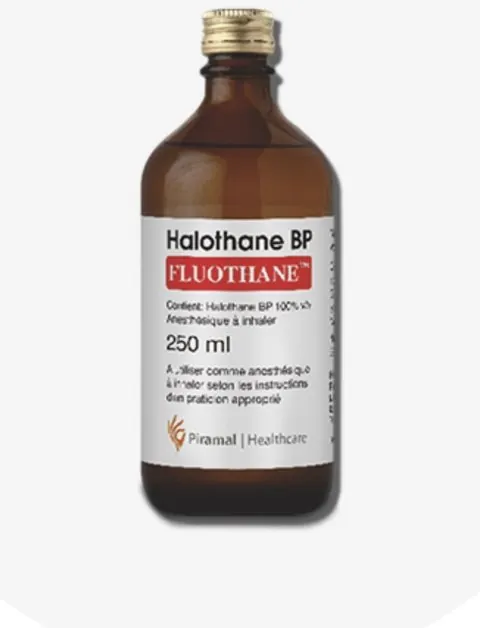 Halothane BP
FLUOTHANE™
Contient: Halothane BP 100% v/v
Anesthésique à inhaler
250 ml
A utiliser comme anesthésique
à inhaler selon les instructions
d'un praticien approprié
Piramal | Healthcare